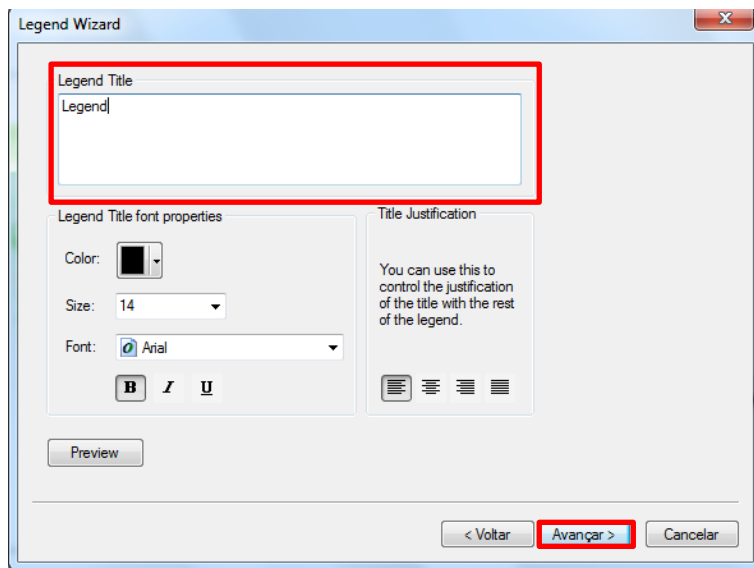 Legend Wizard
Legend Title
Legend
Legend Title font properties
Color:
Size: 14
Font: Arial
B I U
Title Justification
You can use this to
control the justification
of the title with the rest
of the legend.
Preview
< Voltar Avançar > Cancelar